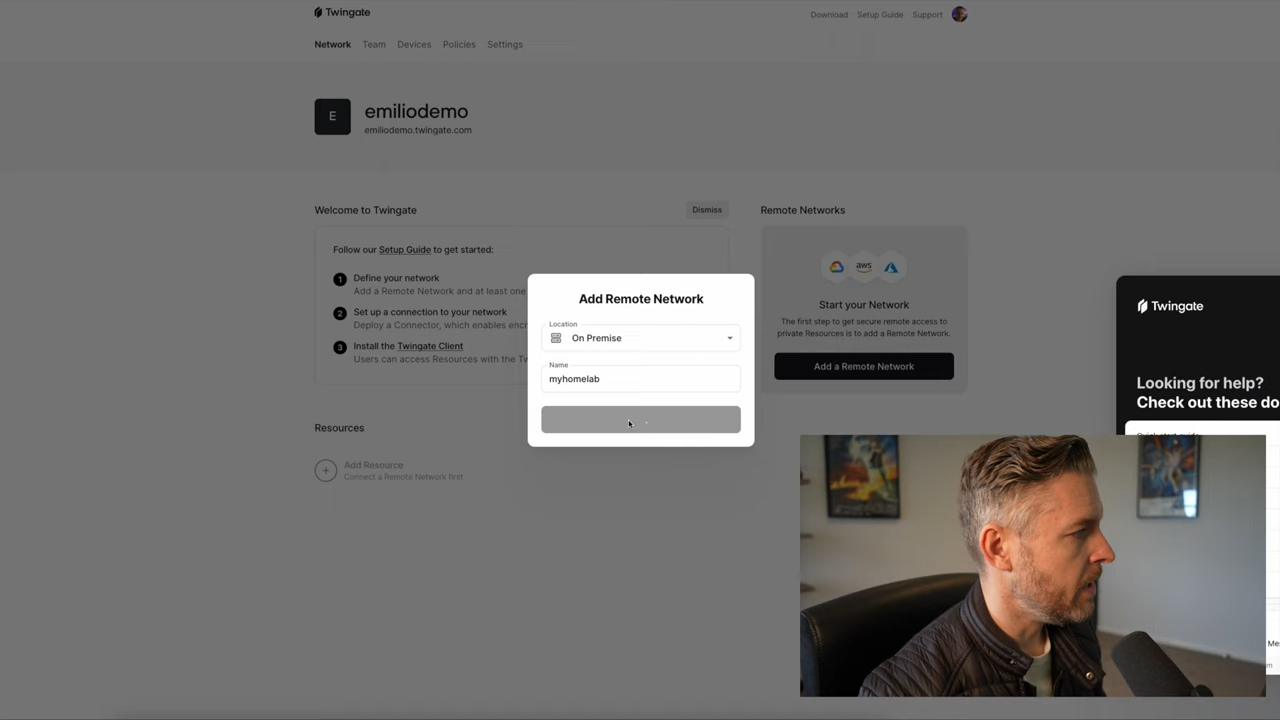 Twingate
Download Setup Guide Support
Network Team Devices Policies Settings
E
emiliodemo
emiliodemo.twingate.com
Welcome to Twingate
Dismiss
Follow our Setup Guide to get started:
1 Define your network
Add a Remote Network and at least one
2 Set up a connection to your network
Deploy a Connector, which enables
3 Install the Twingate Client
Users can access Resources with the
Resources
Add Resource
Connect a Remote Network first
Add Remote Network
Location
On Premise
Name
myhomelab
Remote Networks
aws
Start your Network
The first step to get secure remote access to
private Resources is to add a Remote Network.
Add a Remote Network
Twingate
Looking for help?
Check out these do